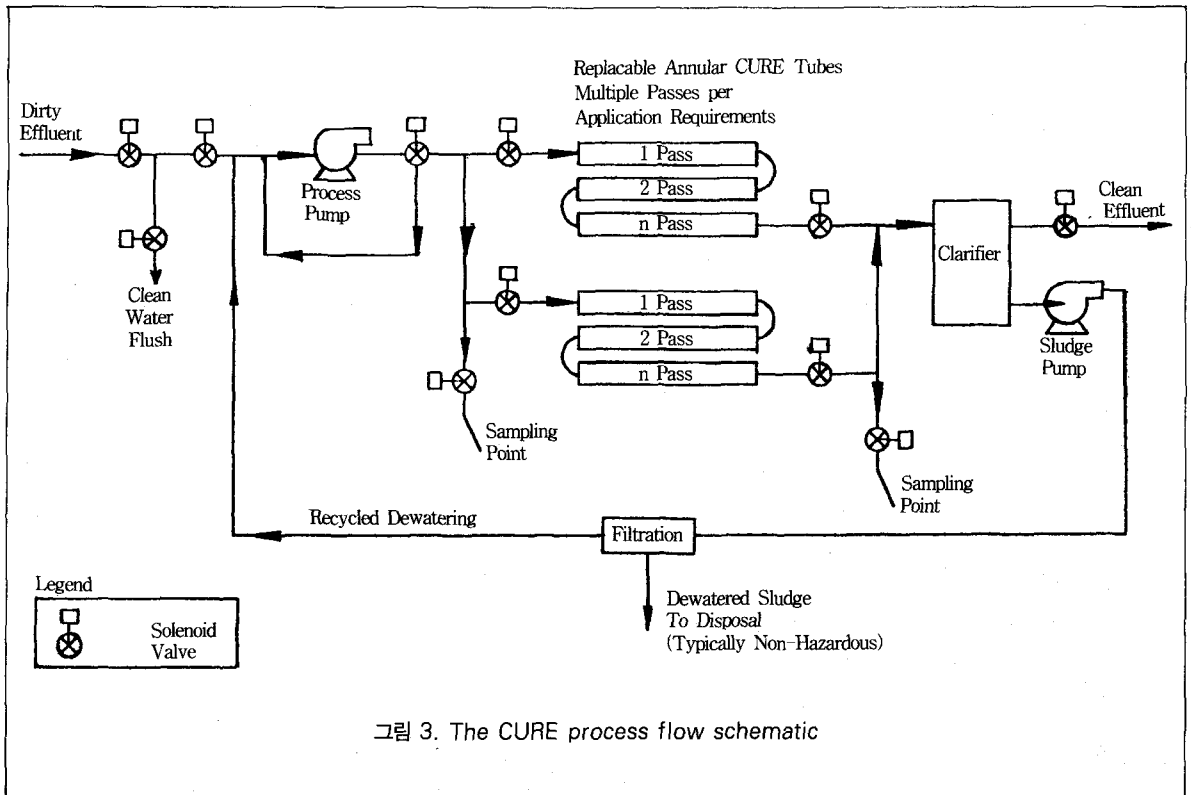 Replacable Annular CURE Tubes
Multiple Passes per
Application Requirements
Dirty
Effluent
Process
Pump
1 Pass
2 Pass
n Pass
Clean
Effluent
Clarifier
Clean
Water
Flush
1 Pass
2 Pass
n Pass
Sludge
Pump
Sampling
Point
Sampling
Point
Recycled Dewatering
Filtration
Legend
Solenoid
Valve
Dewatered Sludge
To Disposal
(Typically Non-Hazardous)
그림 3. The CURE process flow schematic